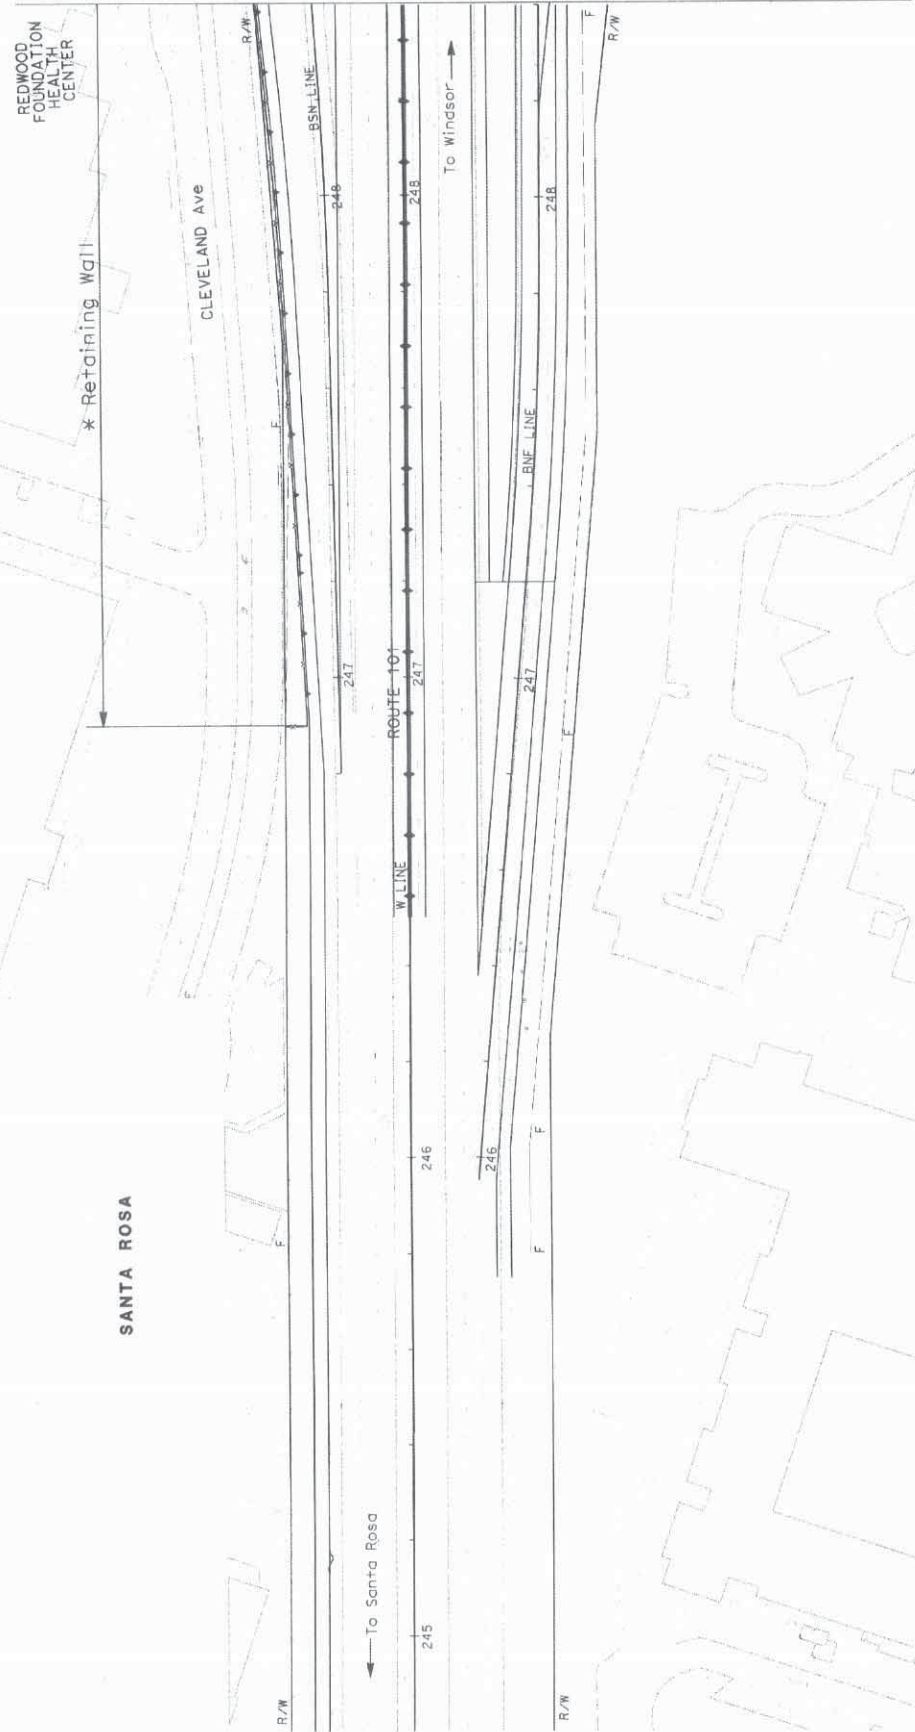 REDWOOD
FOUNDATION
HEALTH
CENTER
* Retaining Wall
CLEVELAND Ave
R/W
BSN LINE
To Windsor
F
R/W
248
248
248
F
BNF LINE
247
ROUTE 101
247
247
F
W LINE
F
246
246
F
F
F
SANTA ROSA
To Santa Rosa
245
R/W
R/W